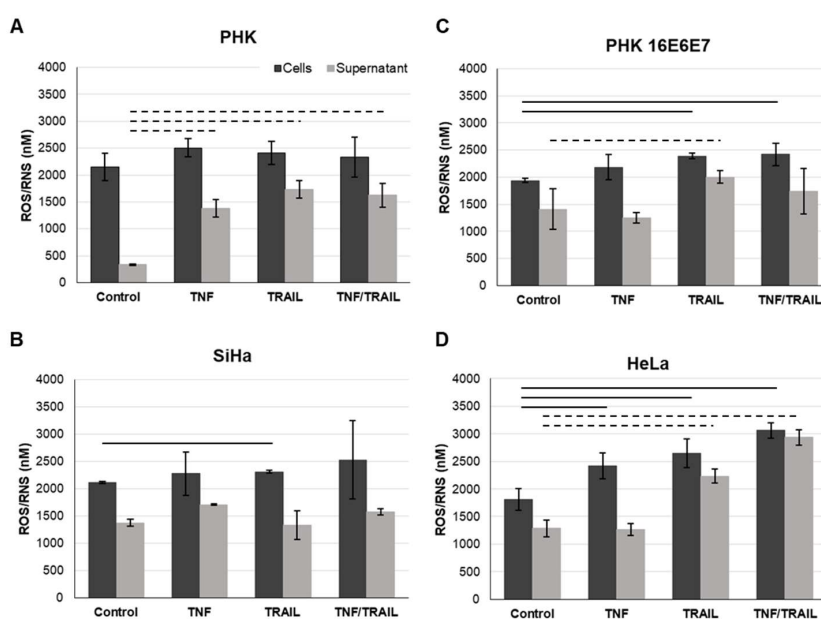 A
PHK
Cells Supernatant
4000
3500
3000
2500
2000
1500
1000
500
0
ROS/RNS (nM)
Control TNF TRAIL TNF/TRAIL
C
PHK 16E6E7
4000
3500
3000
2500
2000
1500
1000
500
0
ROS/RNS (nM)
Control TNF TRAIL TNF/TRAIL
B
SiHa
4000
3500
3000
2500
2000
1500
1000
500
0
ROS/RNS (nM)
Control TNF TRAIL TNF/TRAIL
D
HeLa
4000
3500
3000
2500
2000
1500
1000
500
0
ROS/RNS (nM)
Control TNF TRAIL TNF/TRAIL